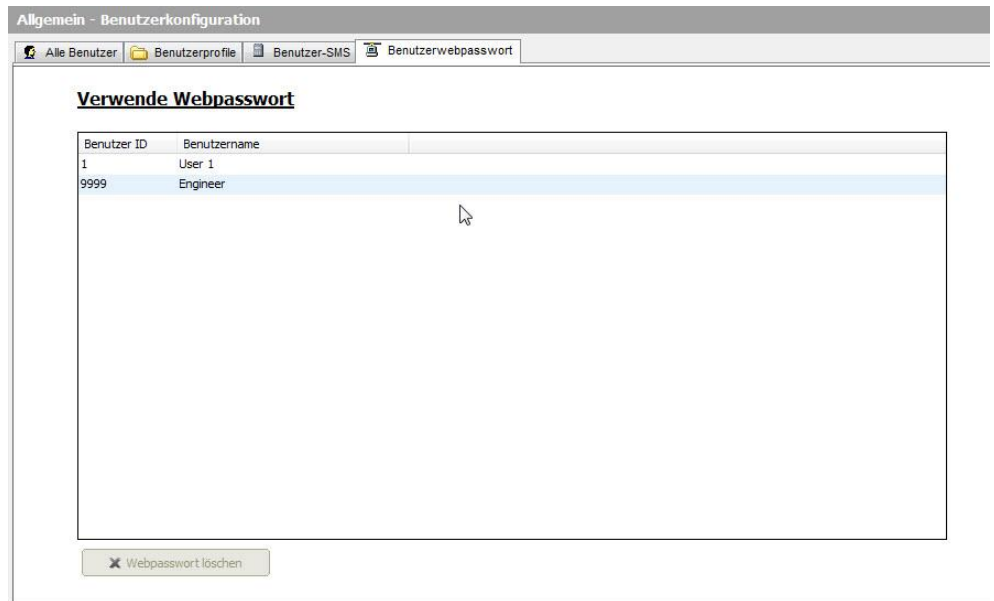 Allgemein - Benutzerkonfiguration
Alle Benutzer Benutzerprofile Benutzer-SMS Benutzerwebpasswort
Verwende Webpasswort
Benutzer ID Benutzername
1 User 1
9999 Engineer
Webpasswort löschen